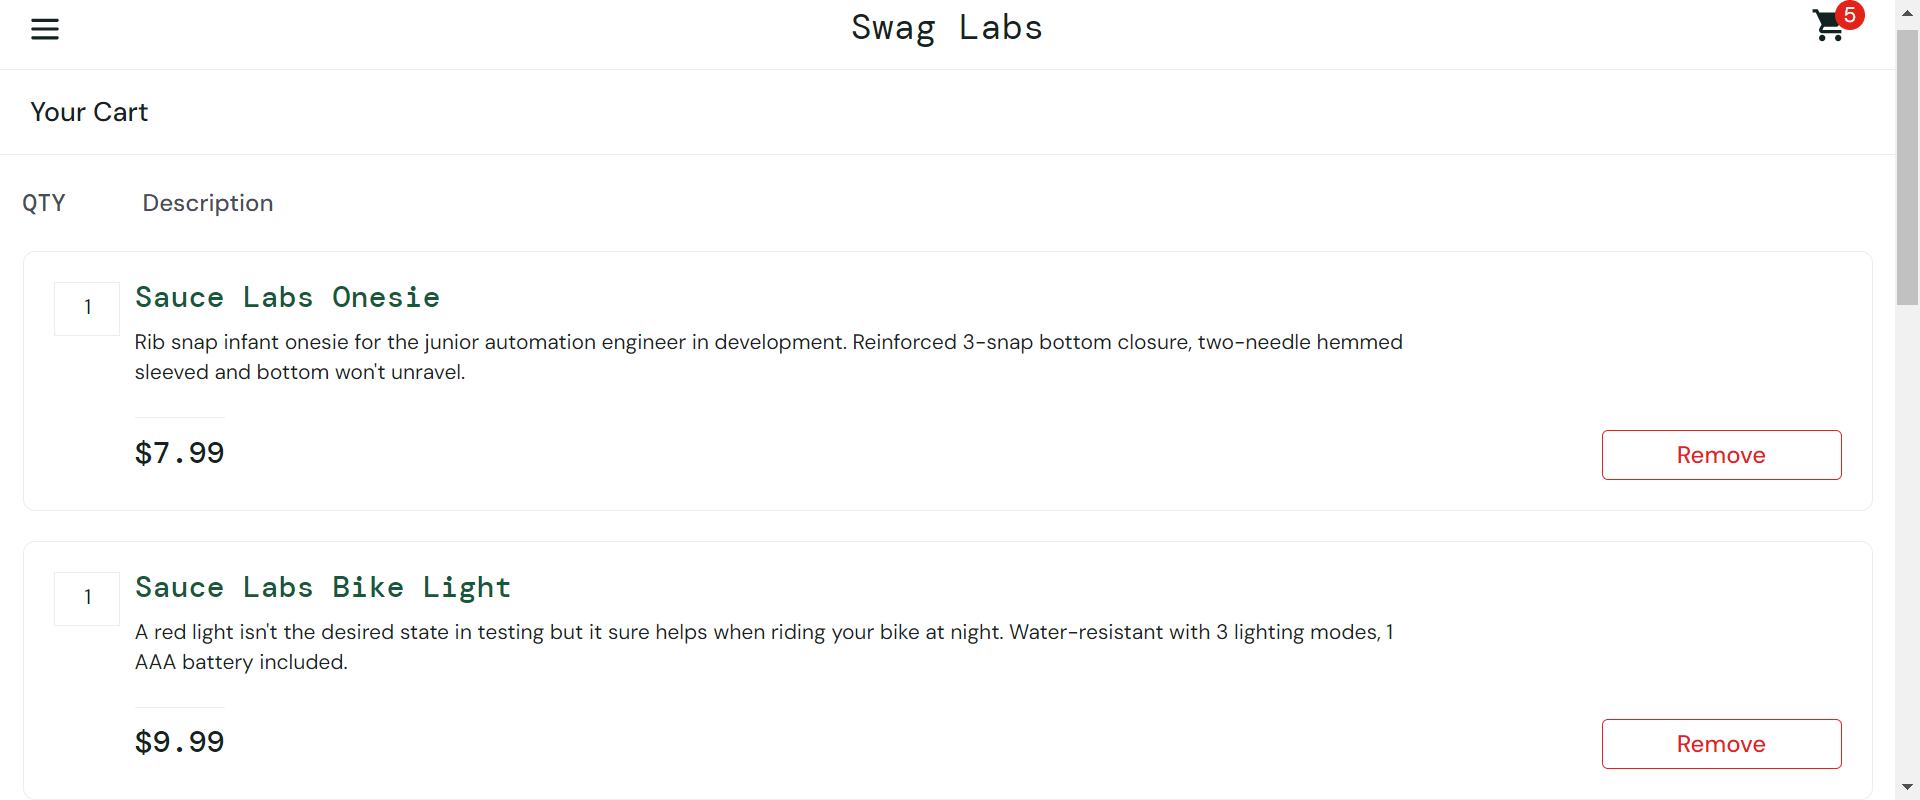 Swag Labs
5
Your Cart
QTY Description
1
Sauce Labs Onesie
Rib snap infant onesie for the junior automation engineer in development. Reinforced 3-snap bottom closure, two-needle hemmed
sleeved and bottom won't unravel.
$7.99
Remove
1
Sauce Labs Bike Light
A red light isn't the desired state in testing but it sure helps when riding your bike at night. Water-resistant with 3 lighting modes, 1
AAA battery included.
$9.99
Remove